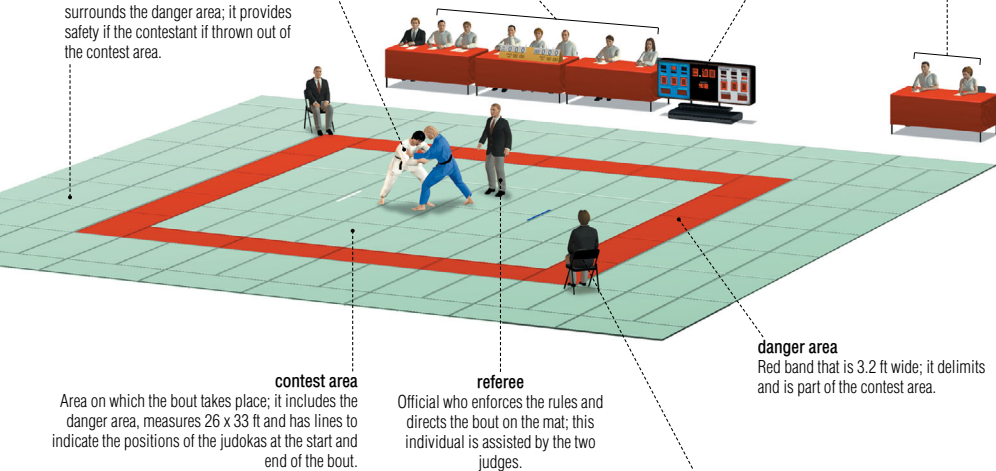 surrounds the danger area; it provides
safety if the contestant if thrown out of
the contest area.
danger area
Red band that is 3.2 ft wide; it delimits
and is part of the contest area.
contest area
Area on which the bout takes place; it includes the
danger area, measures 26 x 33 ft and has lines to
indicate the positions of the judokas at the start and
end of the bout.
referee
Official who enforces the rules and
directs the bout on the mat; this
individual is assisted by the two
judges.